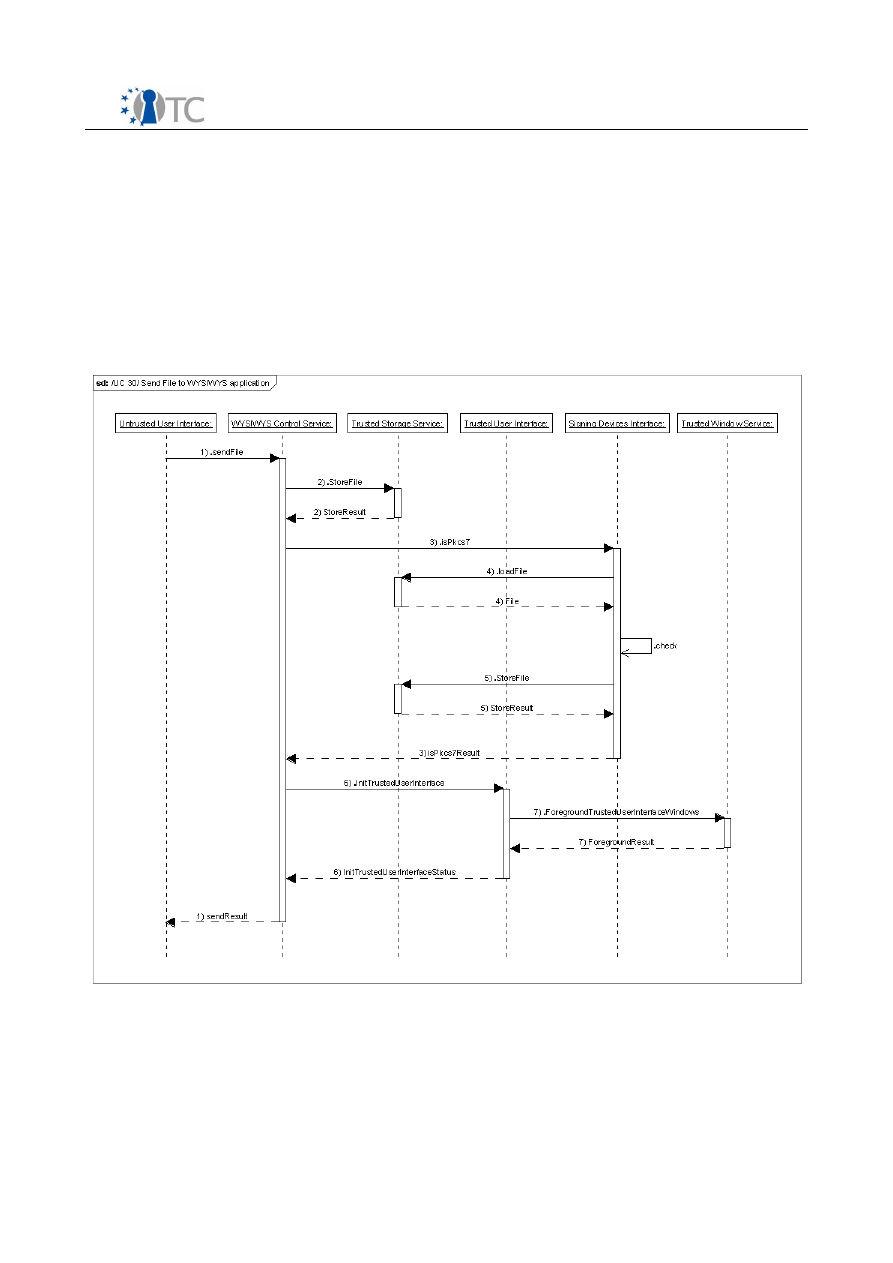 TC
sd: /UC 30/ Send File to WYSIWYS application
Untrusted User Interface:
WYSIWYS Control Service:
Trusted Storage Service:
Trusted User Interface:
Signing Devices Interface:
Trusted Window Service:
1) .sendFile
2) .StoreFile
2) StoreResult
3) .isPkcs7
4) .loadFile
4) File
.check
5) .StoreFile
5) StoreResult
3) isPkcs7Result
6) .InitTrustedUserInterface
7) .ForegroundTrustedUserInterfaceWindows
7) ForegroundResult
6) InitTrustedUserInterfaceStatus
1) sendResult